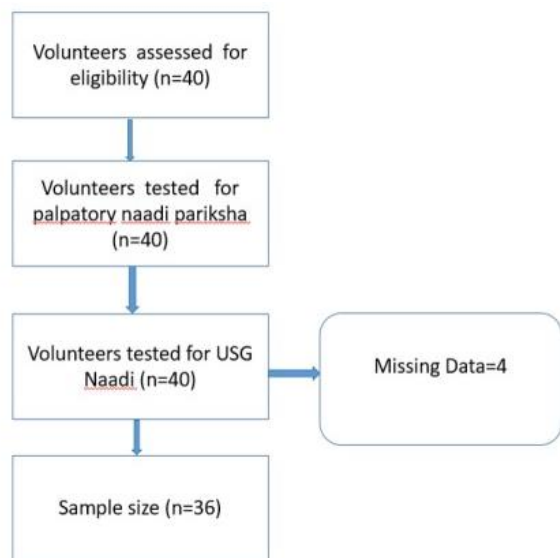 Volunteers assessed for
eligibility (n=40)
Volunteers tested for
palpatory naadi pariksha
(n=40)
Volunteers tested for USG
Naadi (n=40)
Missing Data=4
Sample size (n=36)